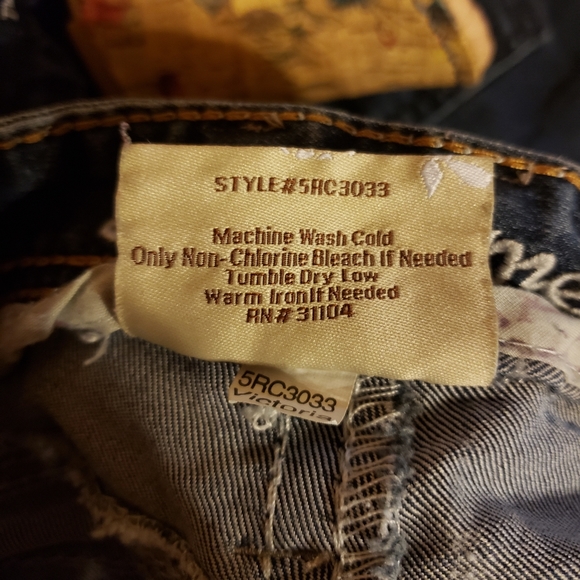 STYLE#5RC3033
Machine Wash Cold
Only Non-Chlorine Bleach If Needed
Tumble Dry Low
Warm Iron If Needed
RN# 31104
me
5RC3033
Victoria